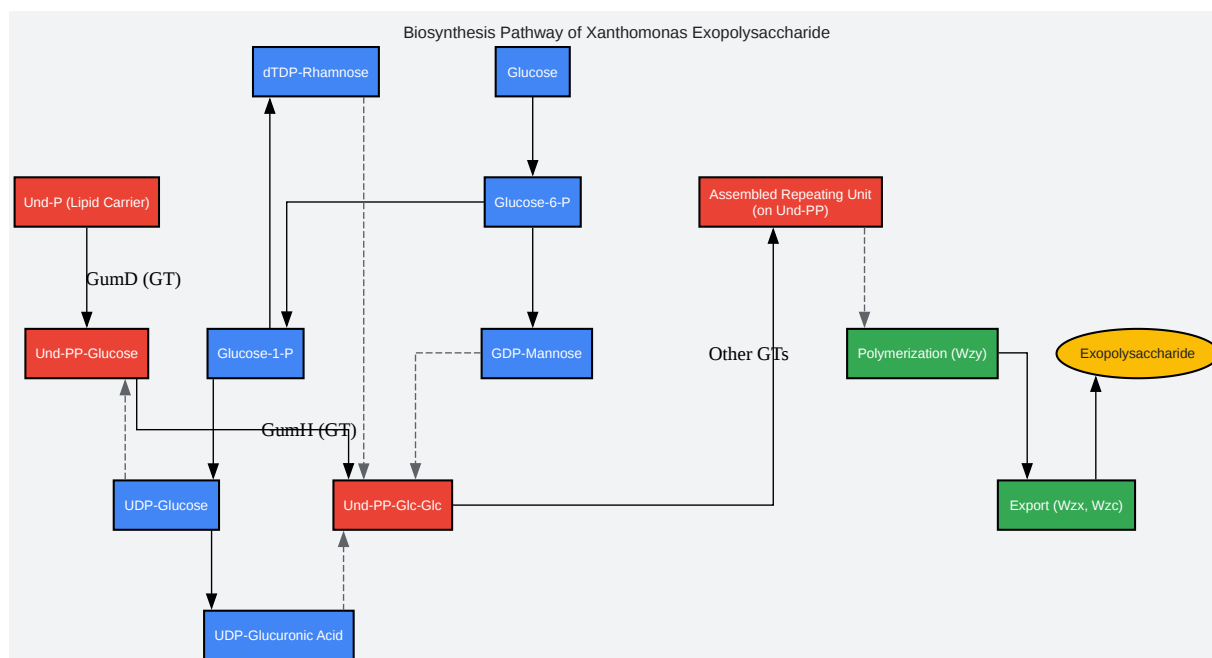 Biosynthesis Pathway of Xanthomonas Exopolysaccharide
dTDP-Rhamnose
Glucose
Und-P (Lipid Carrier)
Glucose-6-P
Assembled Repeating Unit
(on Und-PP)
GumD (GT)
Und-PP-Glucose
Glucose-1-P
GDP-Mannose
Other GTs
Polymerization (Wzy)
Exopolysaccharide
GumH (GT)
UDP-Glucose
Und-PP-Glc-Glc
Export (Wzx, Wzc)
UDP-Glucuronic Acid